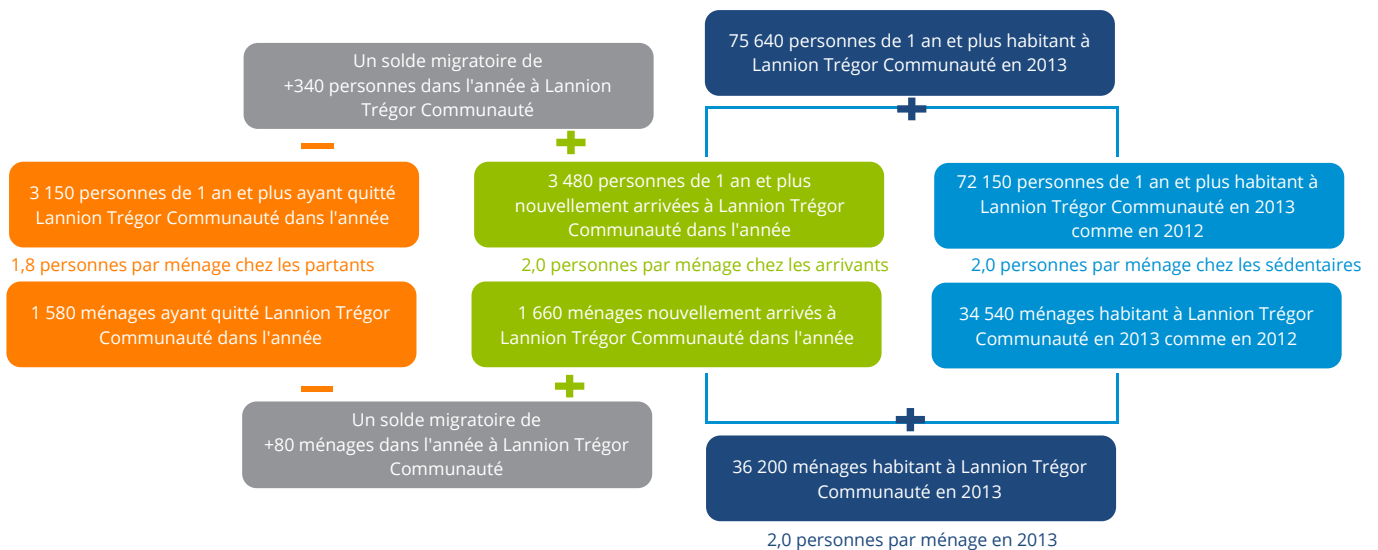 75 640 personnes de 1 an et plus habitant à
Lannion Trégor Communauté en 2013
Un solde migratoire de
+340 personnes dans l'année à Lannion
Trégor Communauté
3 150 personnes de 1 an et plus ayant quitté
Lannion Trégor Communauté dans l'année
3 480 personnes de 1 an et plus
nouvellement arrivées à Lannion Trégor
Communauté dans l'année
72 150 personnes de 1 an et plus habitant à
Lannion Trégor Communauté en 2013
comme en 2012
1,8 personnes par ménage chez les partants
2,0 personnes par ménage chez les arrivants
2,0 personnes par ménage chez les sédentaires
1 580 ménages ayant quitté Lannion Trégor
Communauté dans l'année
1 660 ménages nouvellement arrivés à
Lannion Trégor Communauté dans l'année
34 540 ménages habitant à Lannion Trégor
Communauté en 2013 comme en 2012
Un solde migratoire de
+80 ménages dans l'année à Lannion Trégor
Communauté
36 200 ménages habitant à Lannion Trégor
Communauté en 2013
2,0 personnes par ménage en 2013